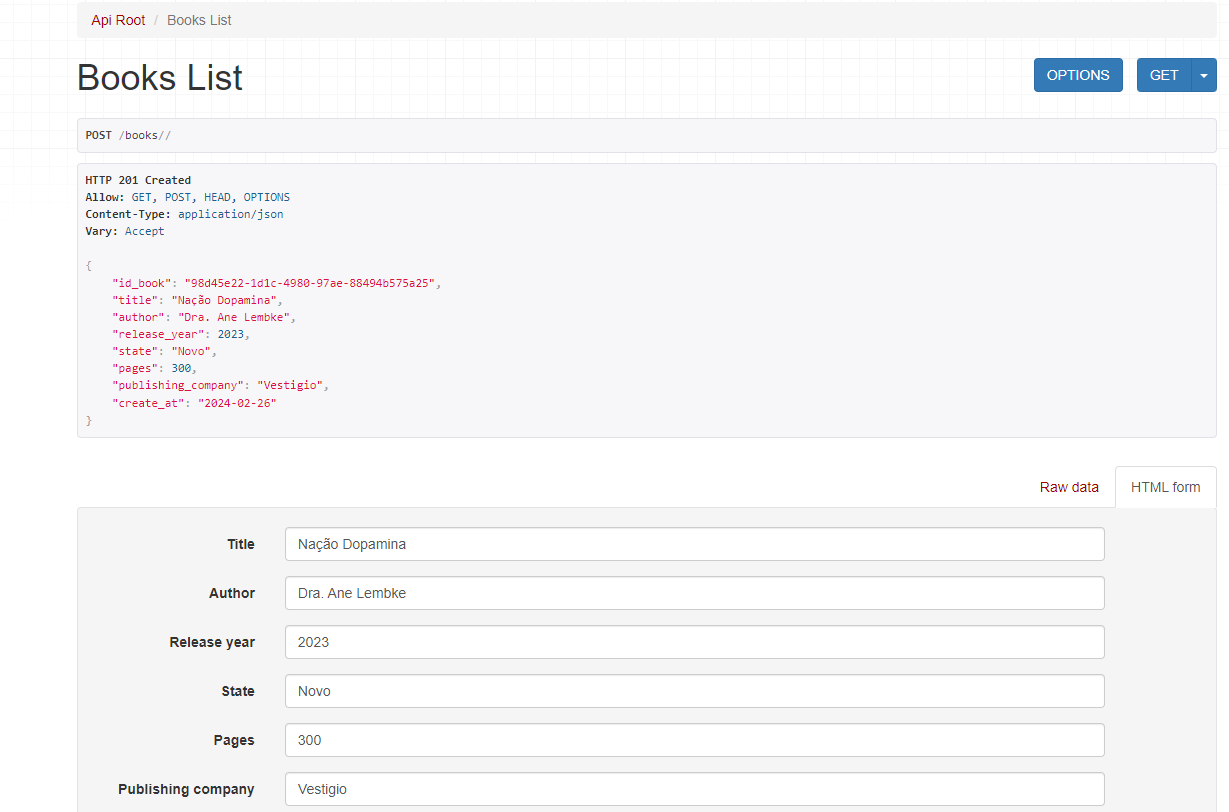 Api Root / Books List
Books List
OPTIONS
GET
POST /books//
HTTP 201 Created
Allow: GET, POST, HEAD, OPTIONS
Content-Type: application/json
Vary: Accept
{
    "id_book": "98d45e22-1d1c-4980-97ae-88494b575a25",
    "title": "Nação Dopamina",
    "author": "Dra. Ane Lembke",
    "release_year": 2023,
    "state": "Novo",
    "pages": 300,
    "publishing_company": "Vestigio",
    "create_at": "2024-02-26"
}
Raw data
HTML form
Title
Nação Dopamina
Author
Dra. Ane Lembke
Release year
2023
State
Novo
Pages
300
Publishing company
Vestigio